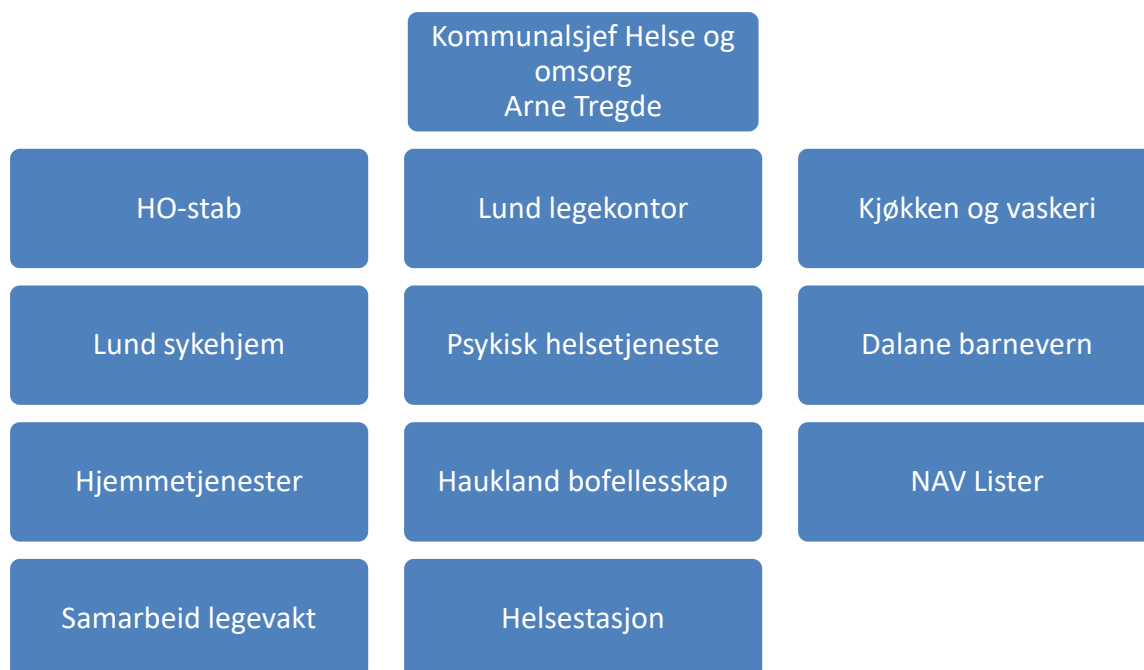 Kommunalsjef Helse og
omsorg
Arne Tregde
HO-stab
Lund legekontor
Kjøkken og vaskeri
Lund sykehjem
Psykisk helsetjeneste
Dalane barnevern
Hjemmetjenester
Haukland bofellesskap
NAV Lister
Samarbeid legevakt
Helsestasjon